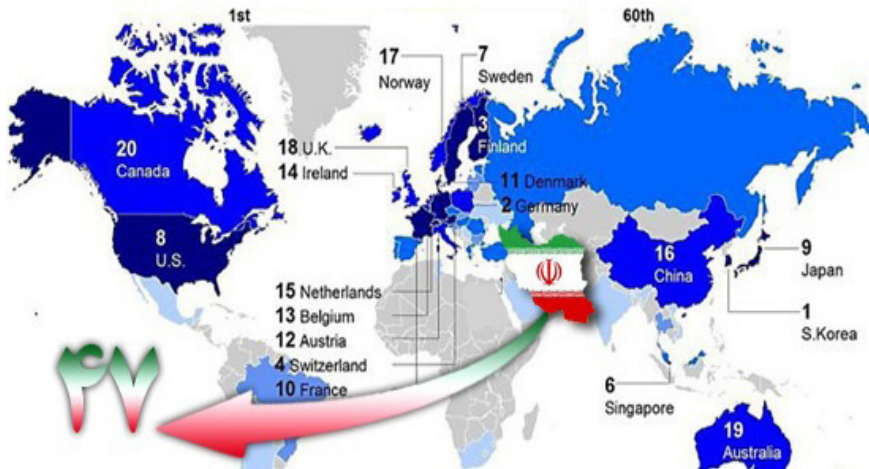 1st
60th
17
Norway
7
Sweden
3
Finland
20
Canada
18 U.K.
14 Ireland
11 Denmark
2 Germany
8
U.S.
16
China
9
Japan
15 Netherlands
13 Belgium
12 Austria
4 Switzerland
10 France
1
S.Korea
6
Singapore
19
Australia
۴۷